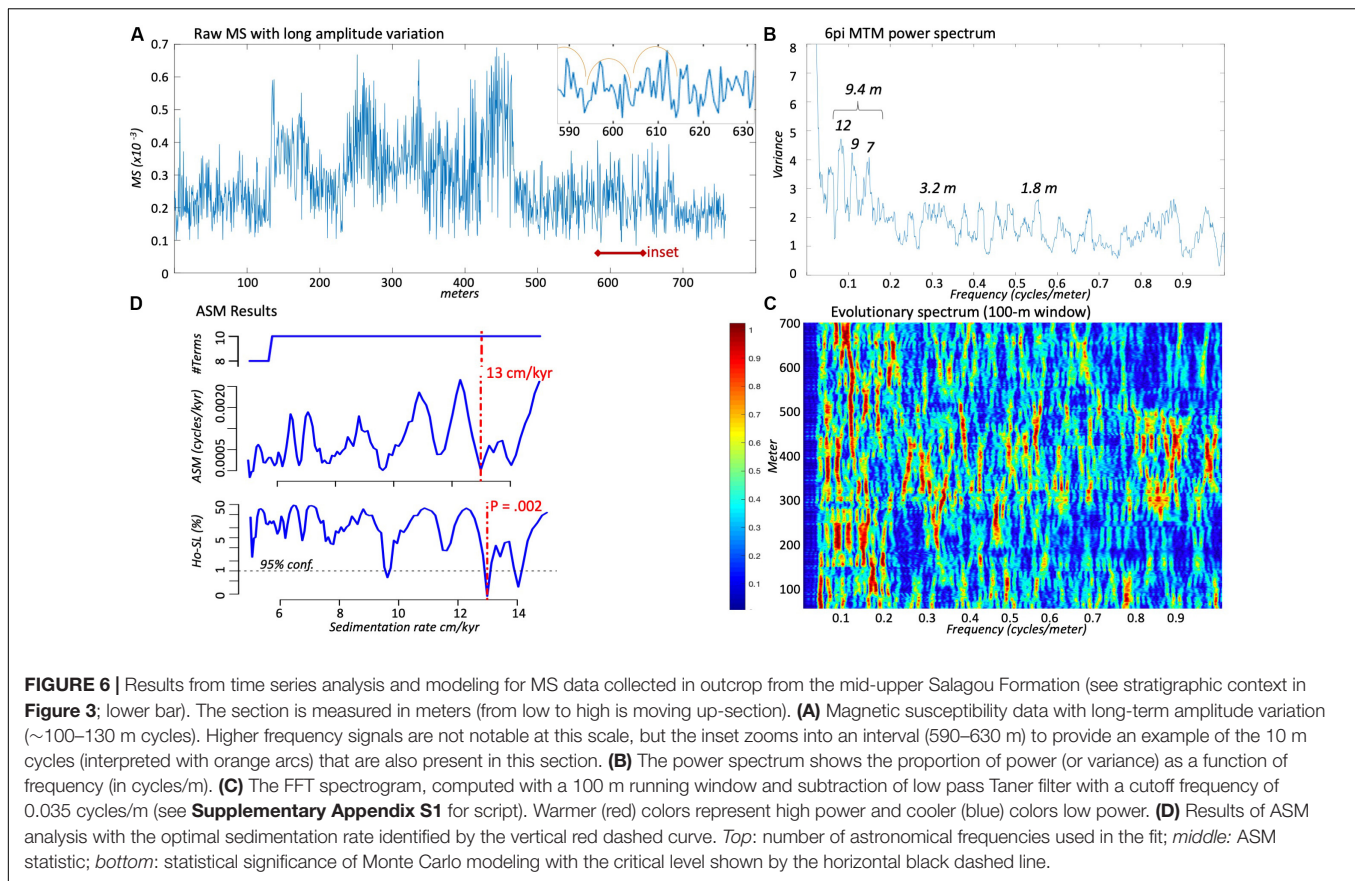 A Raw MS with long amplitude variation
0.7
0.6
0.5
0.4
0.3
0.2
0.1
0
MS (x10⁻³)
590 600 610 620 630
inset
100 200 300 400 500 600 700
meters
B 6pi MTM power spectrum
8
7
6
5
4
3
2
1
0
Variance
9.4 m
12
9
7
3.2 m
1.8 m
0.1 0.2 0.3 0.4 0.5 0.6 0.7 0.8 0.9
Frequency (cycles/meter)
D ASM Results
10
8
#Terms
13 cm/kyr
0.0020
0.0005
ASM (cycles/kyr)
P = .002
50
5
1
0
Ho-SL (%)
95% conf.
6 8 10 12 14
Sedimentation rate cm/kyr
1
0.9
0.8
0.7
0.6
0.5
0.4
0.3
0.2
0.1
C
Evolutionary spectrum (100-m window)
700
600
500
400
300
200
100
Meter
0.1 0.2 0.3 0.4 0.5 0.6 0.7 0.8 0.9
Frequency (cycles/meter)
FIGURE 6 | Results from time series analysis and modeling for MS data collected in outcrop from the mid-upper Salagou Formation (see stratigraphic context in
Figure 3; lower bar). The section is measured in meters (from low to high is moving up-section). (A) Magnetic susceptibility data with long-term amplitude variation
(∼100–130 m cycles). Higher frequency signals are not notable at this scale, but the inset zooms into an interval (590–630 m) to provide an example of the 10 m
cycles (interpreted with orange arcs) that are also present in this section. (B) The power spectrum shows the proportion of power (or variance) as a function of
frequency (in cycles/m). (C) The FFT spectrogram, computed with a 100 m running window and subtraction of low pass Taner filter with a cutoff frequency of
0.035 cycles/m (see Supplementary Appendix S1 for script). Warmer (red) colors represent high power and cooler (blue) colors low power. (D) Results of ASM
analysis with the optimal sedimentation rate identified by the vertical red dashed curve. Top: number of astronomical frequencies used in the fit; middle: ASM
statistic; bottom: statistical significance of Monte Carlo modeling with the critical level shown by the horizontal black dashed line.